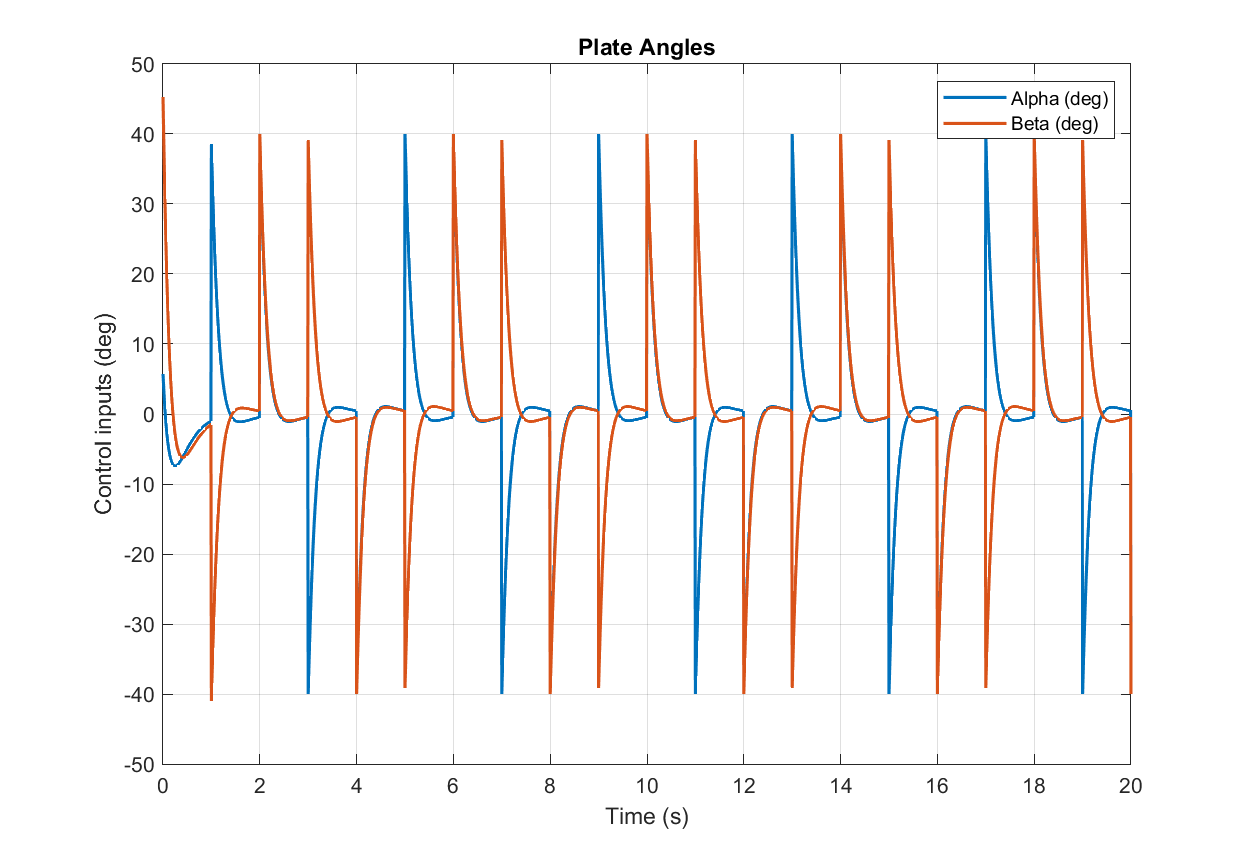 Plate Angles
Alpha (deg)
Beta (deg)
Control inputs (deg)
50
40
30
20
10
0
-10
-20
-30
-40
-50
0 2 4 6 8 10 12 14 16 18 20
Time (s)